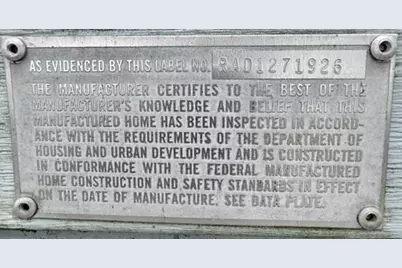 AS EVIDENCED BY THIS LABEL NO. RAD1271926
THE MANUFACTURER CERTIFIES TO THE BEST OF THE
MANUFACTURER'S KNOWLEDGE AND BELIEF THAT THIS
MANUFACTURED HOME HAS BEEN INSPECTED IN ACCORD-
ANCE WITH THE REQUIREMENTS OF THE DEPARTMENT OF
HOUSING AND URBAN DEVELOPMENT AND IS CONSTRUCTED
IN CONFORMANCE WITH THE FEDERAL MANUFACTURED
HOME CONSTRUCTION AND SAFETY STANDARDS IN EFFECT
ON THE DATE OF MANUFACTURE. SEE DATA PLATE.